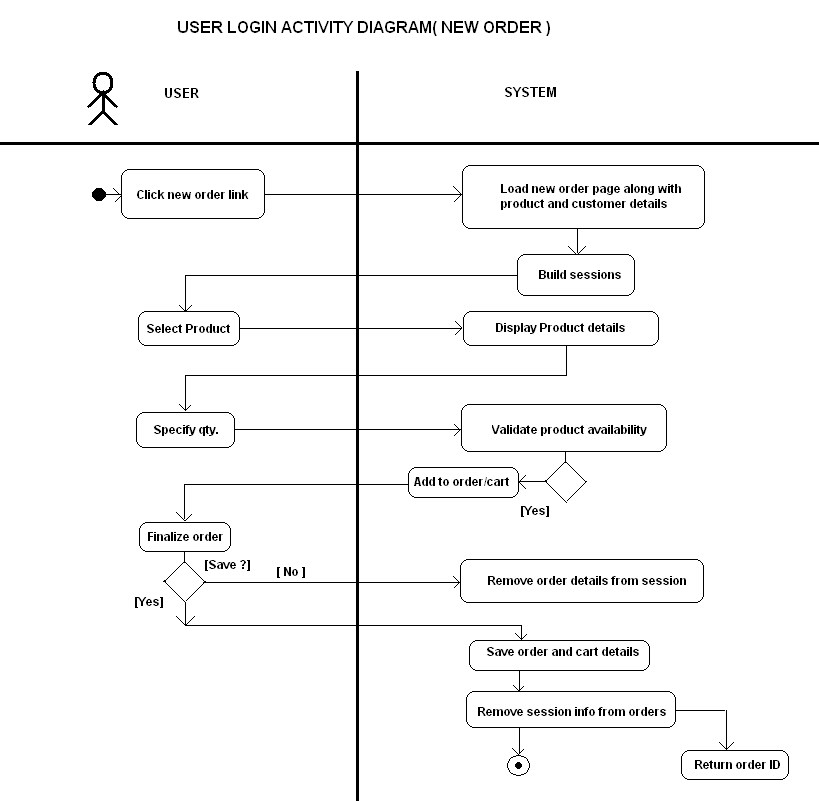 USER LOGIN ACTIVITY DIAGRAM( NEW ORDER )
USER
SYSTEM
Click new order link
Load new order page along with
product and customer details
Build sessions
Select Product
Display Product details
Specify qty.
Validate product availability
Add to order/cart
[Yes]
Finalize order
[Save ?]
[ No ]
Remove order details from session
[Yes]
Save order and cart details
Remove session info from orders
Return order ID